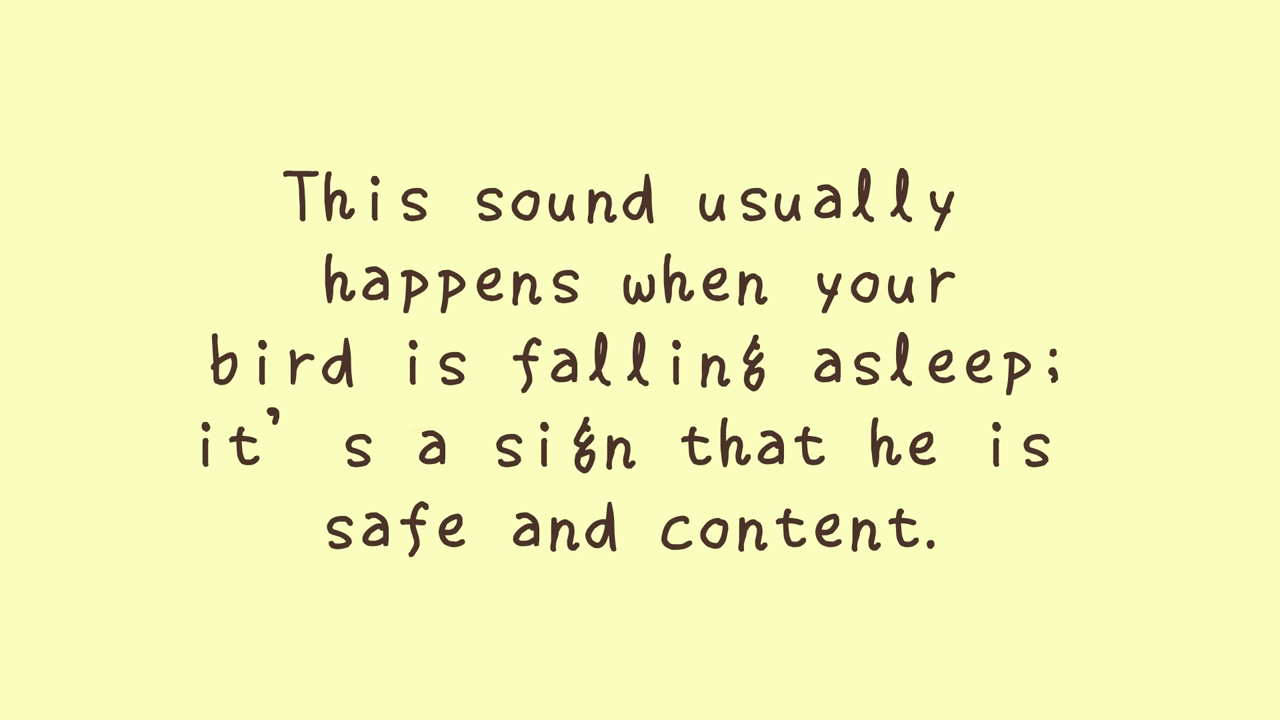 This sound usually
happens when your
bird is falling asleep;
it’s a sign that he is
safe and content.